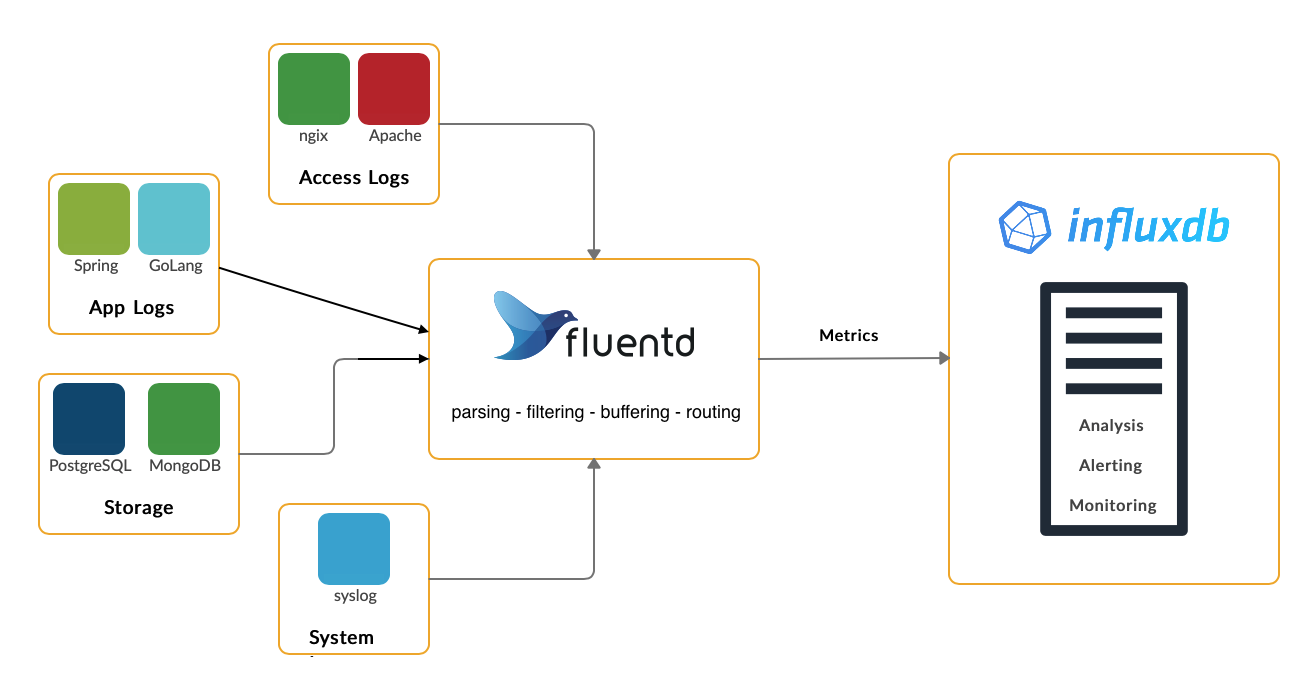 ngix Apache
Access Logs
Spring GoLang
App Logs
PostgreSQL MongoDB
Storage
syslog
System
fluentd
parsing - filtering - buffering - routing
Metrics
influxdb
Analysis
Alerting
Monitoring